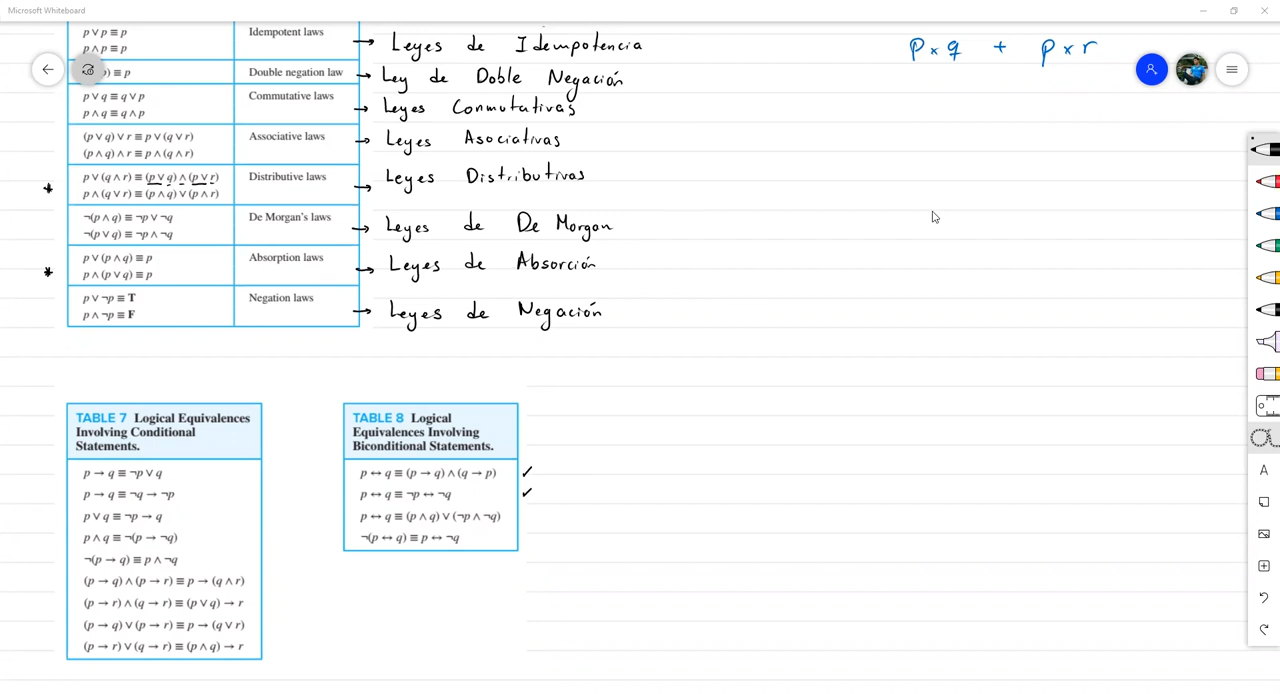 Microsoft Whiteboard
p ∨ p ≡ p
p ∧ p ≡ p
Idempotent laws
→ Leyes de Idempotencia
p × q + p × r
) ≡ p
Double negation law
→ Ley de Doble Negación
p ∨ q ≡ q ∨ p
p ∧ q ≡ q ∧ p
Commutative laws
→ Leyes Conmutativas
(p ∨ q) ∨ r ≡ p ∨ (q ∨ r)
(p ∧ q) ∧ r ≡ p ∧ (q ∧ r)
Associative laws
→ Leyes Asociativas
p ∨ (q ∧ r) ≡ (p ∨ q) ∧ (p ∨ r)
* p ∧ (q ∨ r) ≡ (p ∧ q) ∨ (p ∧ r)
Distributive laws
→ Leyes Distributivas
¬(p ∧ q) ≡ ¬p ∨ ¬q
¬(p ∨ q) ≡ ¬p ∧ ¬q
De Morgan's laws
→ Leyes de De Morgan
p ∨ (p ∧ q) ≡ p
* p ∧ (p ∨ q) ≡ p
Absorption laws
→ Leyes de Absorción
p ∨ ¬p ≡ T
p ∧ ¬p ≡ F
Negation laws
→ Leyes de Negación
TABLE 7 Logical Equivalences
Involving Conditional
Statements.
p → q ≡ ¬p ∨ q
p → q ≡ ¬q → ¬p
p ∨ q ≡ ¬p → q
p ∧ q ≡ ¬(p → ¬q)
¬(p → q) ≡ p ∧ ¬q
(p → q) ∧ (p → r) ≡ p → (q ∧ r)
(p → r) ∧ (q → r) ≡ (p ∨ q) → r
(p → q) ∨ (p → r) ≡ p → (q ∨ r)
(p → r) ∨ (q → r) ≡ (p ∧ q) → r
TABLE 8 Logical
Equivalences Involving
Biconditional Statements.
p ↔ q ≡ (p → q) ∧ (q → p) ✓
p ↔ q ≡ ¬p ↔ ¬q ✓
p ↔ q ≡ (p ∧ q) ∨ (¬p ∧ ¬q)
¬(p ↔ q) ≡ p ↔ ¬q
A